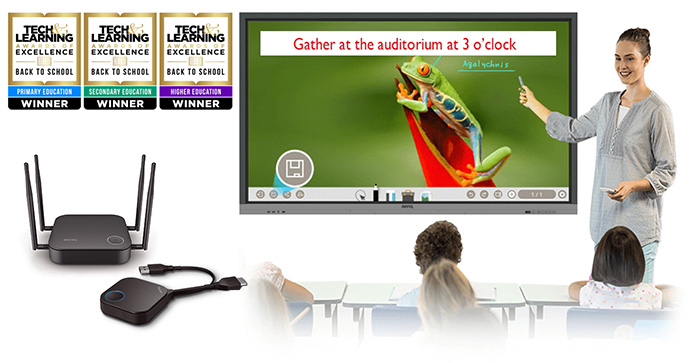 TECH & LEARNING
AWARDS OF EXCELLENCE
BACK TO SCHOOL
PRIMARY EDUCATION
WINNER
TECH & LEARNING
AWARDS OF EXCELLENCE
BACK TO SCHOOL
SECONDARY EDUCATION
WINNER
TECH & LEARNING
AWARDS OF EXCELLENCE
BACK TO SCHOOL
HIGHER EDUCATION
WINNER
Gather at the auditorium at 3 o'clock
Agalychnis
1/1
BENQ